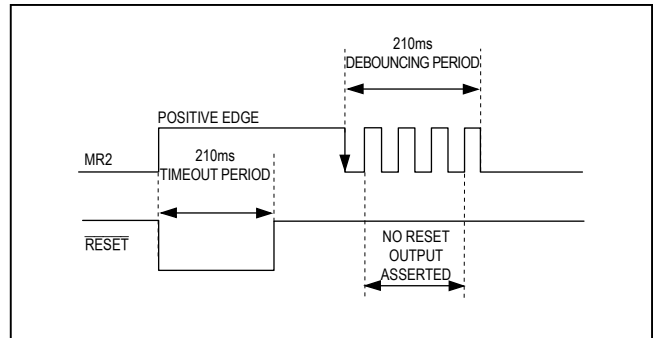 210ms
DEBOUNCING PERIOD
POSITIVE EDGE
MR2
210ms
TIMEOUT PERIOD
RESET
NO RESET
OUTPUT
ASSERTED